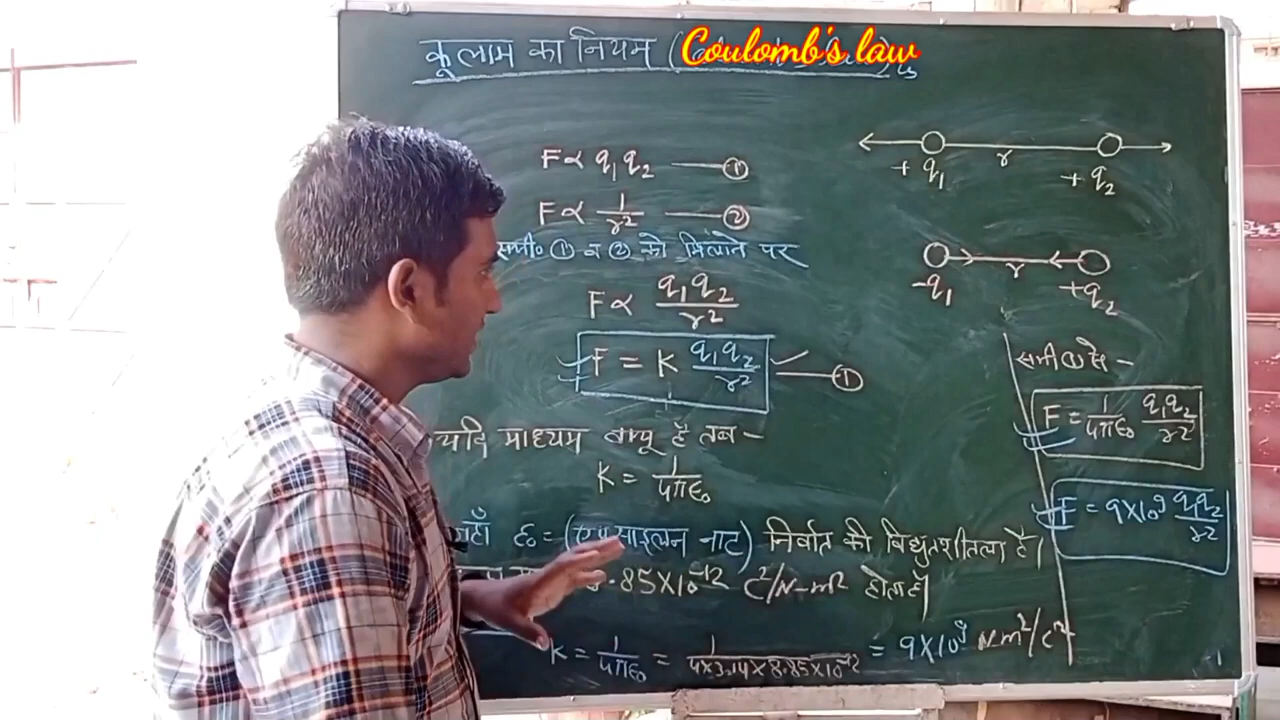 कूलाम का नियम (Coulomb's law
F ∝ q₁q₂ — ①
F ∝ 1/r² — ②
समी० ① व ② को मिलाने पर
F ∝ q₁q₂/r²
F = K q₁q₂/r² — ①
यदि माध्यम वायू है तब -
K = 1/4πε₀
ε₀ = (एपसाइलन नाट) निर्वात की विद्युतशीलता है।
8.85×10⁻¹² C²/N-m² होता है।
K = 1/4πε₀ = 1/4×3.14×8.85×10⁻¹² = 9×10⁹ Nm²/C²
r
+q₁ +q₂
r
-q₁ +q₂
समी ① से -
F = 1/4πε₀ q₁q₂/r²
F = 9×10⁹ q₁q₂/r²